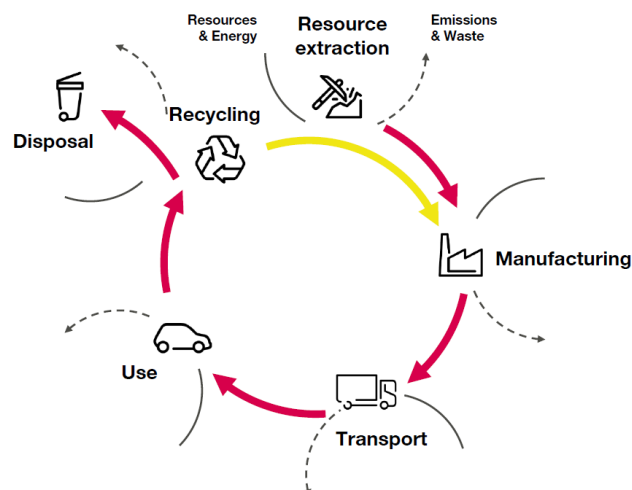 Resources
& Energy
Resource
extraction
Emissions
& Waste
Recycling
Disposal
Manufacturing
Use
Transport